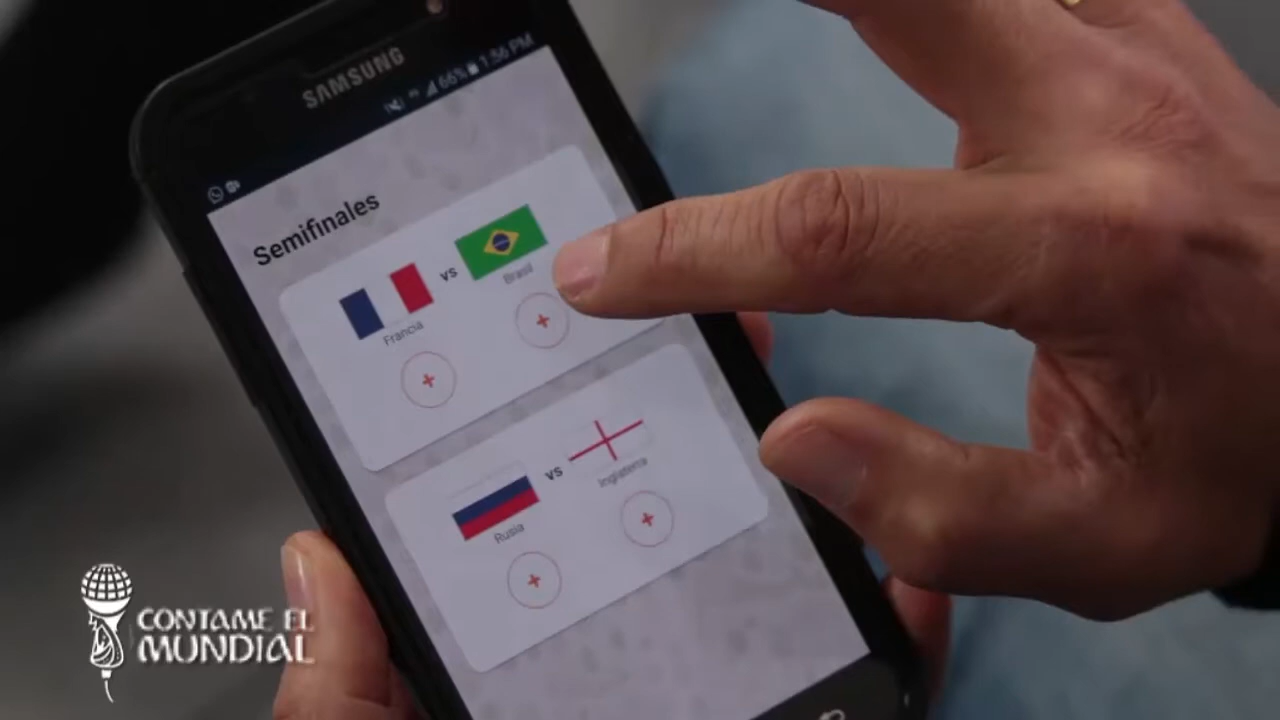 SAMSUNG
66% 1:56 PM
Semifinales
vs
Francia
Brasil
+
+
vs
Rusia
Inglaterra
+
+
CONTAME EL
MUNDIAL